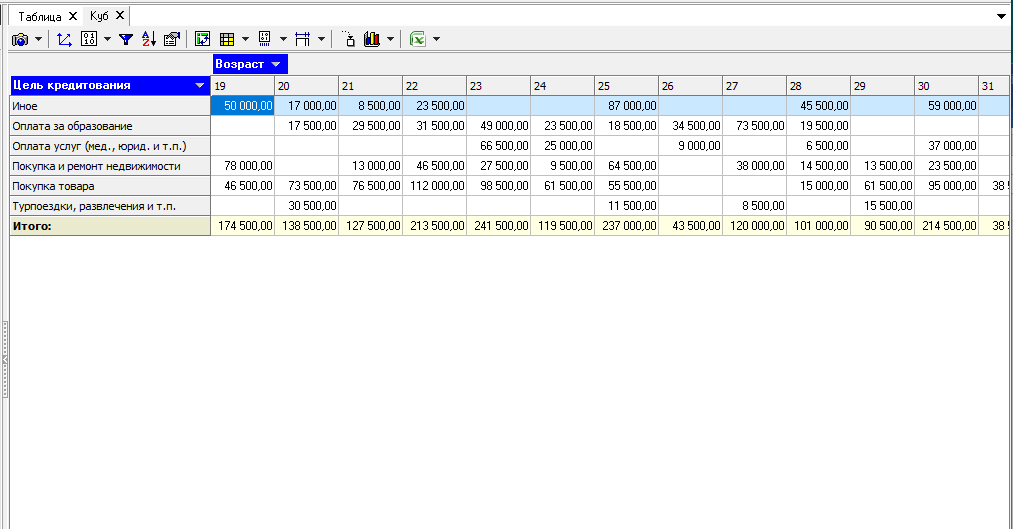 Таблица Куб
Возраст
Цель кредитования 19 20 21 22 23 24 25 26 27 28 29 30 31
Иное 50 000,00 17 000,00 8 500,00 23 500,00 87 000,00 45 500,00 59 000,00
Оплата за образование 17 500,00 29 500,00 31 500,00 49 000,00 23 500,00 18 500,00 34 500,00 73 500,00 19 500,00
Оплата услуг (мед., юрид. и т.п.) 66 500,00 25 000,00 9 000,00 6 500,00 37 000,00
Покупка и ремонт недвижимости 78 000,00 13 000,00 46 500,00 27 500,00 9 500,00 64 500,00 38 000,00 14 500,00 13 500,00 23 500,00
Покупка товара 46 500,00 73 500,00 76 500,00 112 000,00 98 500,00 61 500,00 55 500,00 15 000,00 61 500,00 95 000,00 38
Турпоездки, развлечения и т.п. 30 500,00 11 500,00 8 500,00 15 500,00
Итого: 174 500,00 138 500,00 127 500,00 213 500,00 241 500,00 119 500,00 237 000,00 43 500,00 120 000,00 101 000,00 90 500,00 214 500,00 38